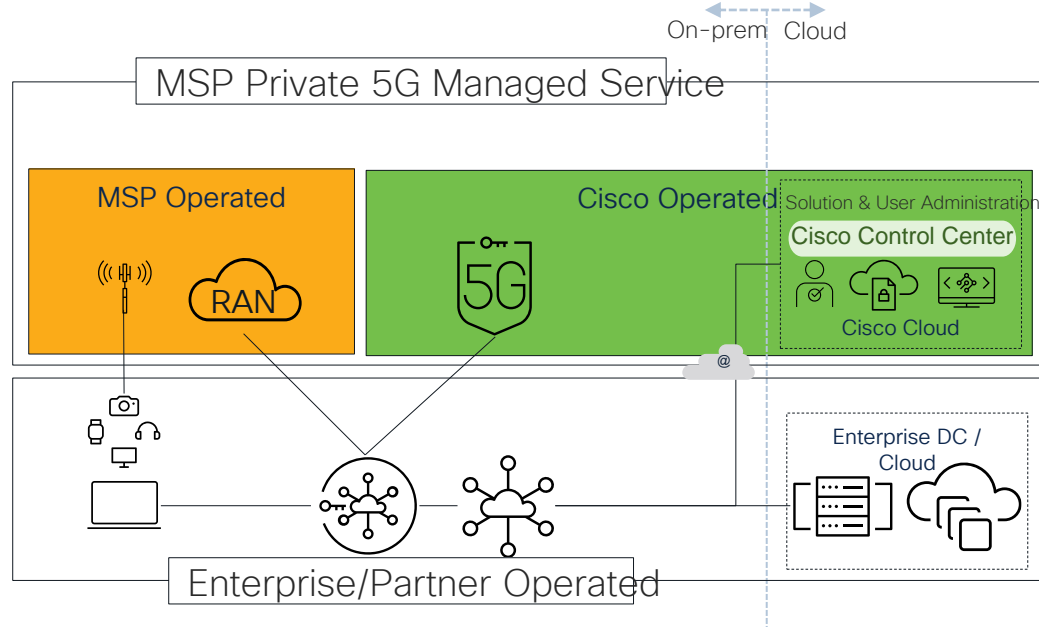 On-prem
Cloud
MSP Private 5G Managed Service
MSP Operated
Cisco Operated
Solution & User Administration
Cisco Control Center
RAN
5G
Cisco Cloud
@
Enterprise DC /
Cloud
Enterprise/Partner Operated